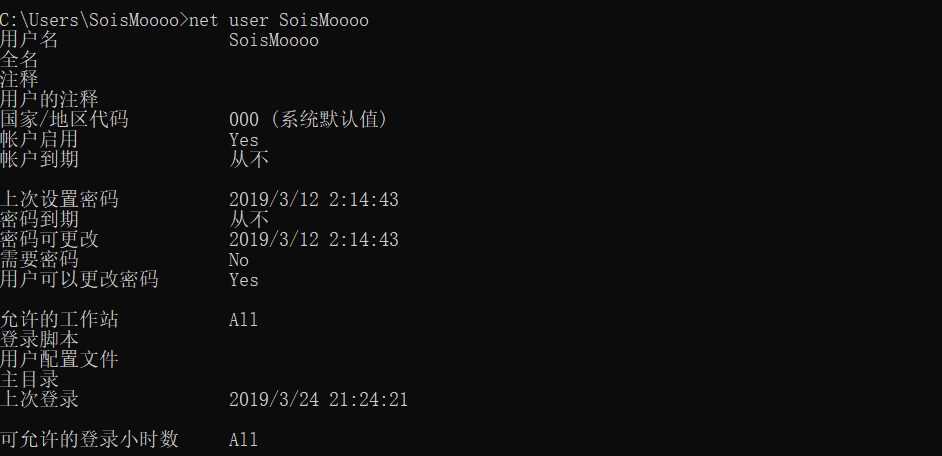 C:\Users\SoisMoooo>net user SoisMoooo
用户名 SoisMoooo
全名
注释
用户的注释
国家/地区代码 000 (系统默认值)
帐户启用 Yes
帐户到期 从不
上次设置密码 2019/3/12 2:14:43
密码到期 从不
密码可更改 2019/3/12 2:14:43
需要密码 No
用户可以更改密码 Yes
允许的工作站 All
登录脚本
用户配置文件
主目录
上次登录 2019/3/24 21:24:21
可允许的登录小时数 All